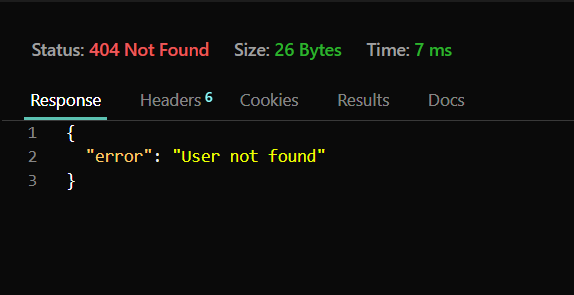 Status: 404 Not Found Size: 26 Bytes Time: 7 ms
Response Headers 6 Cookies Results Docs
1 {
2 "error": "User not found"
3 }